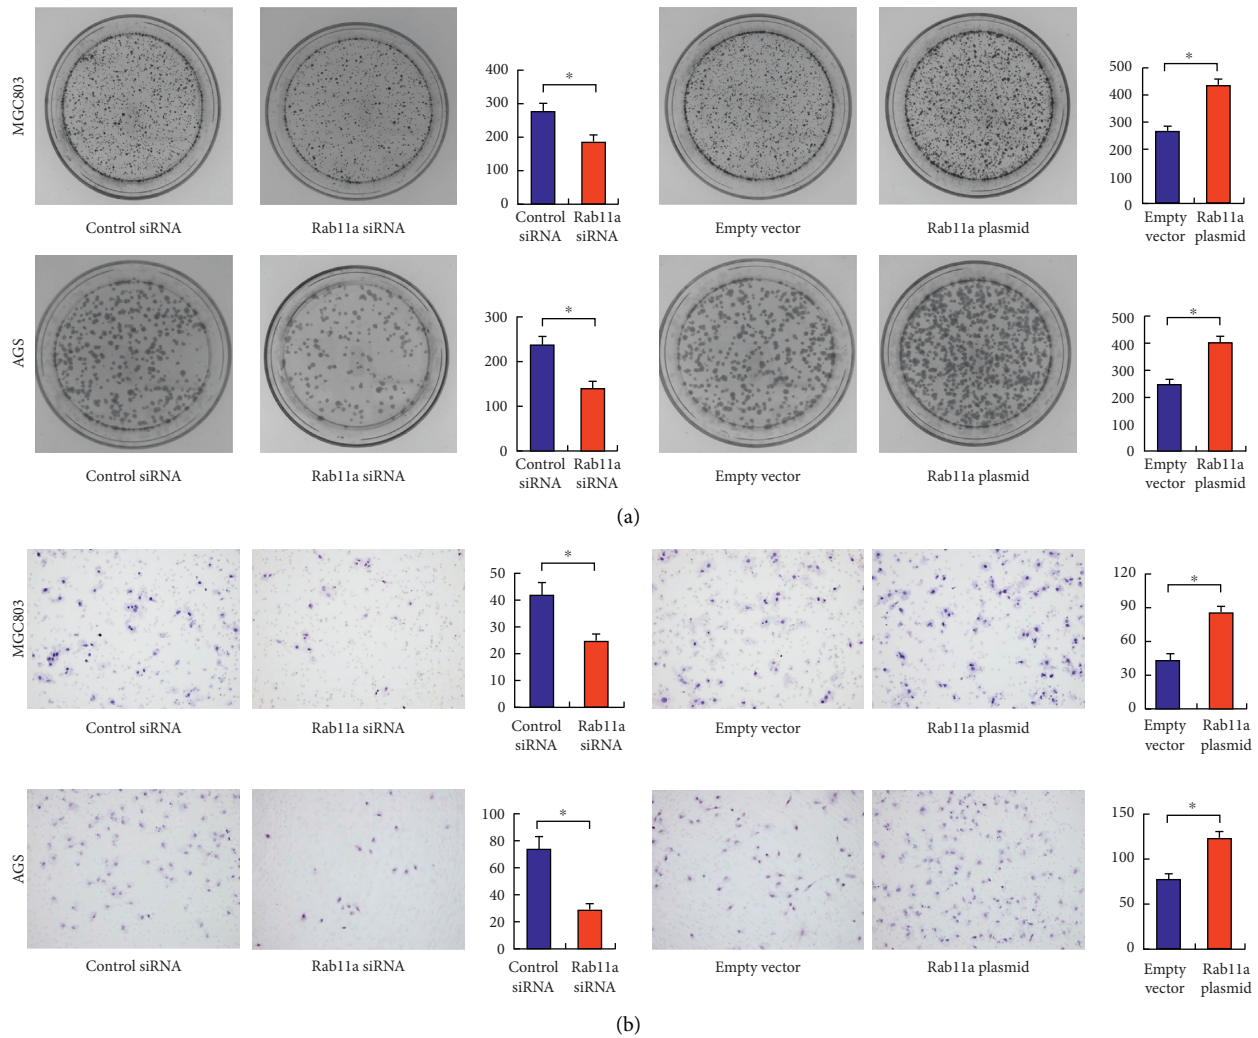 MGC803
400
300
200
100
0
*
Control siRNA
Rab11a siRNA
Control siRNA
Rab11a siRNA
500
400
300
200
100
0
*
Empty vector
Rab11a plasmid
Empty vector
Rab11a plasmid
AGS
300
200
100
0
*
Control siRNA
Rab11a siRNA
Control siRNA
Rab11a siRNA
500
400
300
200
100
0
*
Empty vector
Rab11a plasmid
Empty vector
Rab11a plasmid
(a)
MGC803
50
40
30
20
10
0
*
Control siRNA
Rab11a siRNA
Control siRNA
Rab11a siRNA
120
90
60
30
0
*
Empty vector
Rab11a plasmid
Empty vector
Rab11a plasmid
AGS
100
80
60
40
20
0
*
Control siRNA
Rab11a siRNA
Control siRNA
Rab11a siRNA
150
100
50
0
*
Empty vector
Rab11a plasmid
Empty vector
Rab11a plasmid
(b)